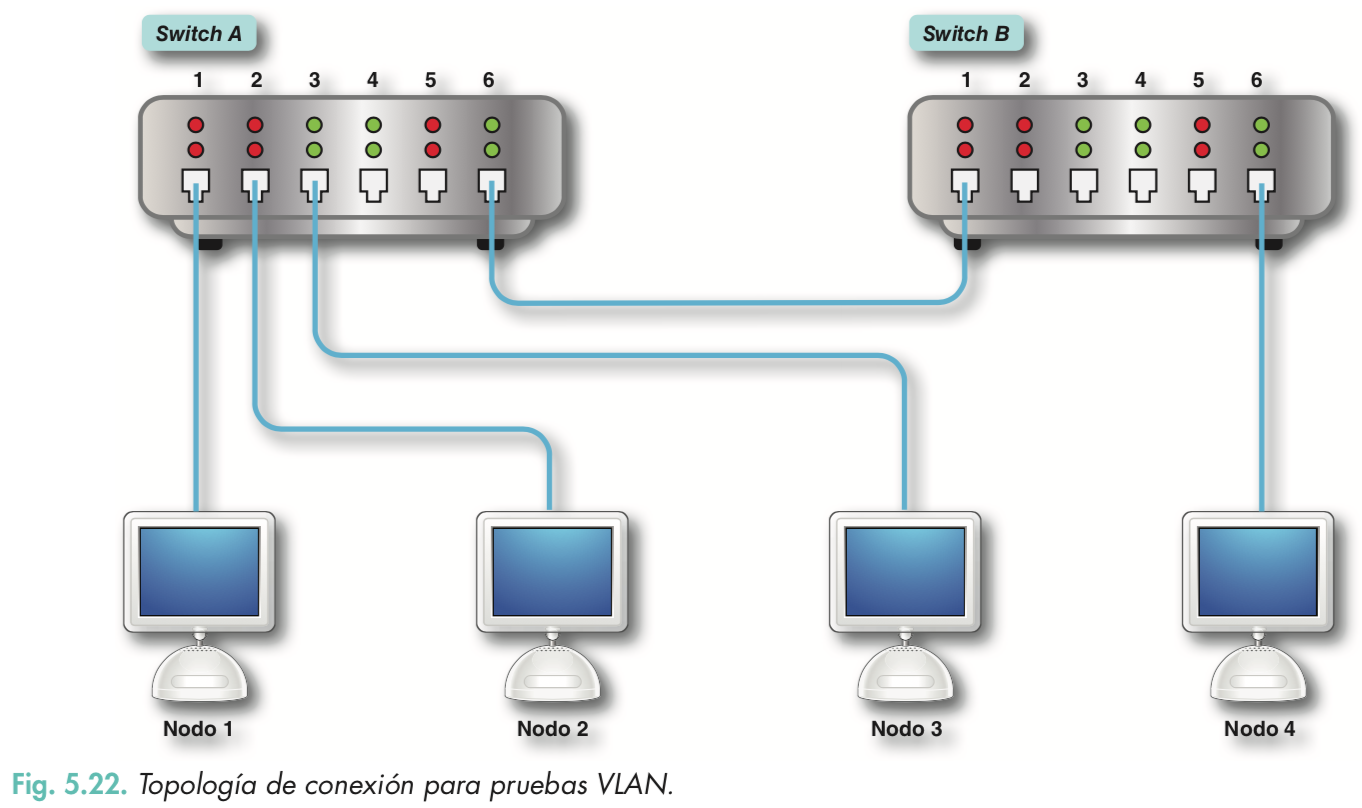 Switch A
Switch B
1 2 3 4 5 6
1 2 3 4 5 6
Nodo 1
Nodo 2
Nodo 3
Nodo 4
Fig. 5.22. Topología de conexión para pruebas VLAN.